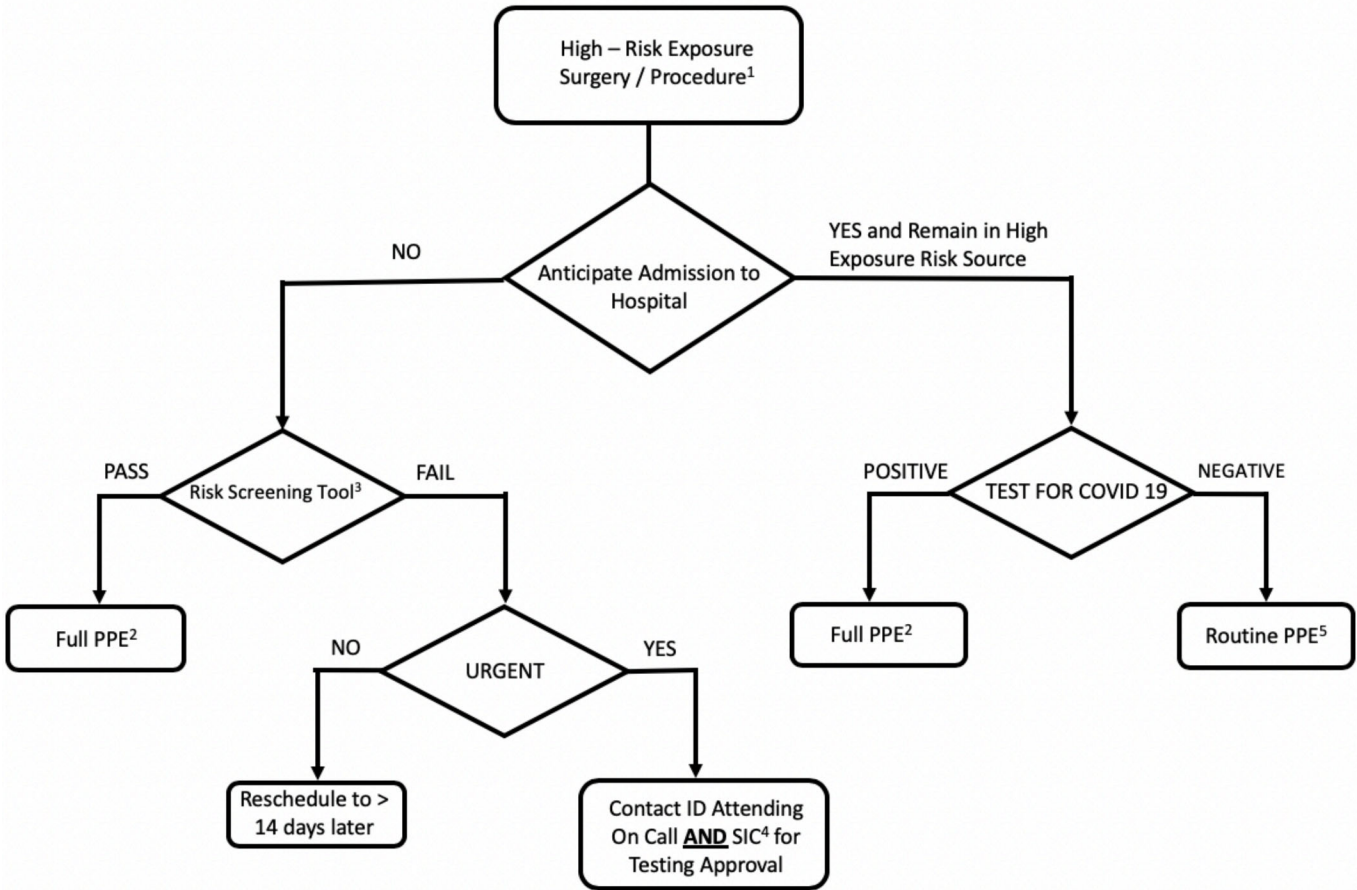 High – Risk Exposure
Surgery / Procedure¹
NO
YES and Remain in High
Exposure Risk Source
Anticipate Admission to
Hospital
PASS
Risk Screening Tool³
FAIL
POSITIVE
TEST FOR COVID 19
NEGATIVE
Full PPE²
NO
URGENT
YES
Full PPE²
Routine PPE⁵
Reschedule to >
14 days later
Contact ID Attending
On Call AND SIC⁴ for
Testing Approval